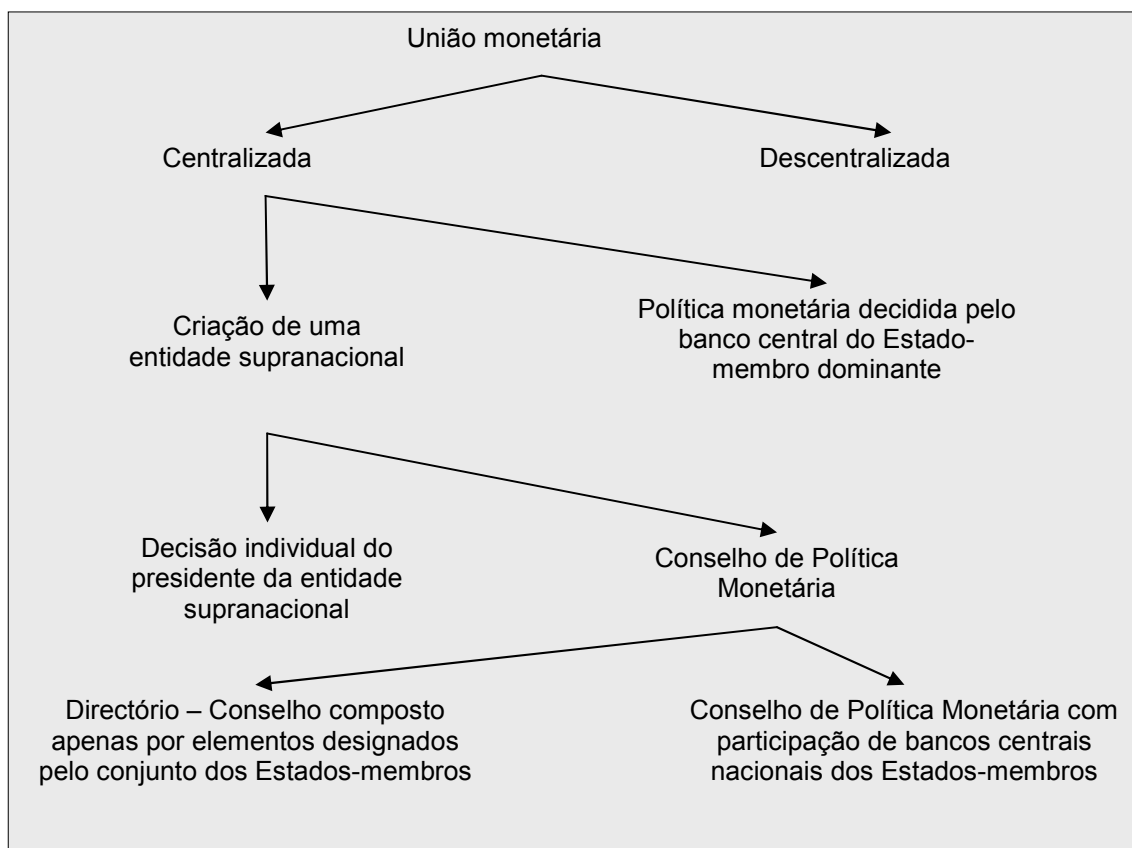 União monetária
Centralizada
Descentralizada
Criação de uma
entidade supranacional
Política monetária decidida pelo
banco central do Estado-
membro dominante
Decisão individual do
presidente da entidade
supranacional
Conselho de Política
Monetária
Directório – Conselho composto
apenas por elementos designados
pelo conjunto dos Estados-membros
Conselho de Política Monetária com
participação de bancos centrais
nacionais dos Estados-membros